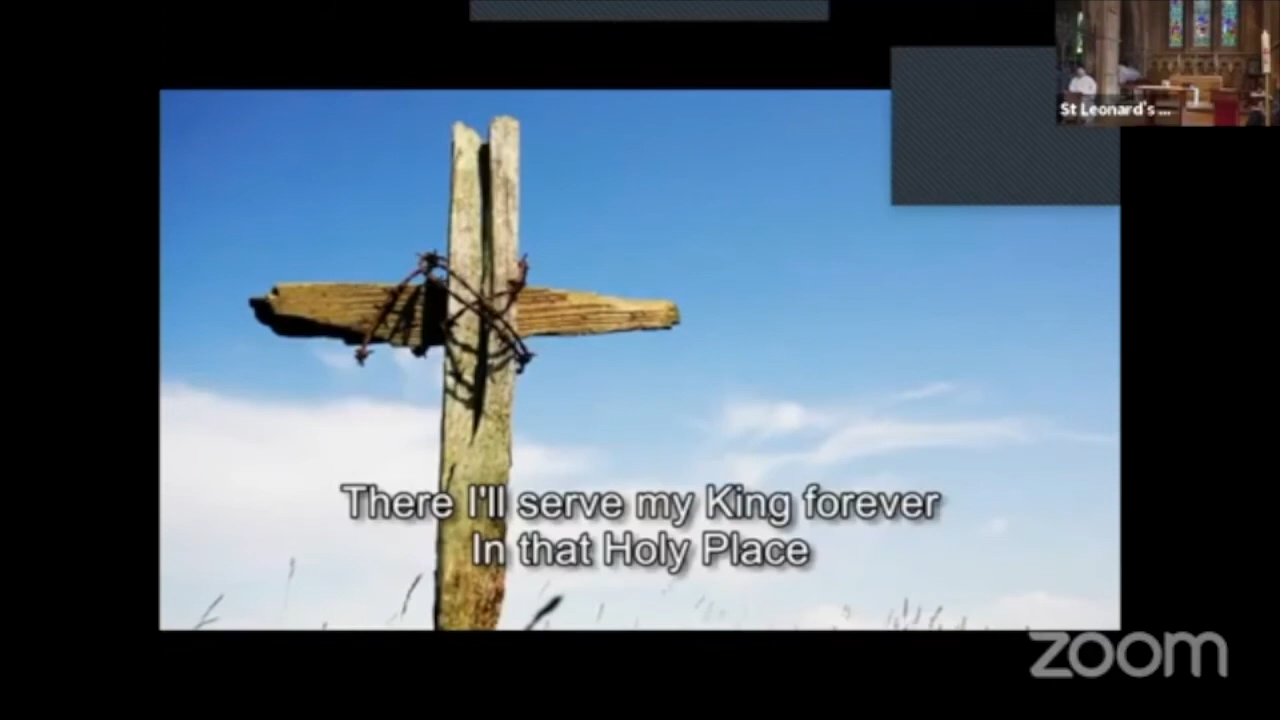 St Leonard's ...
There I'll serve my King forever
In that Holy Place
zoom